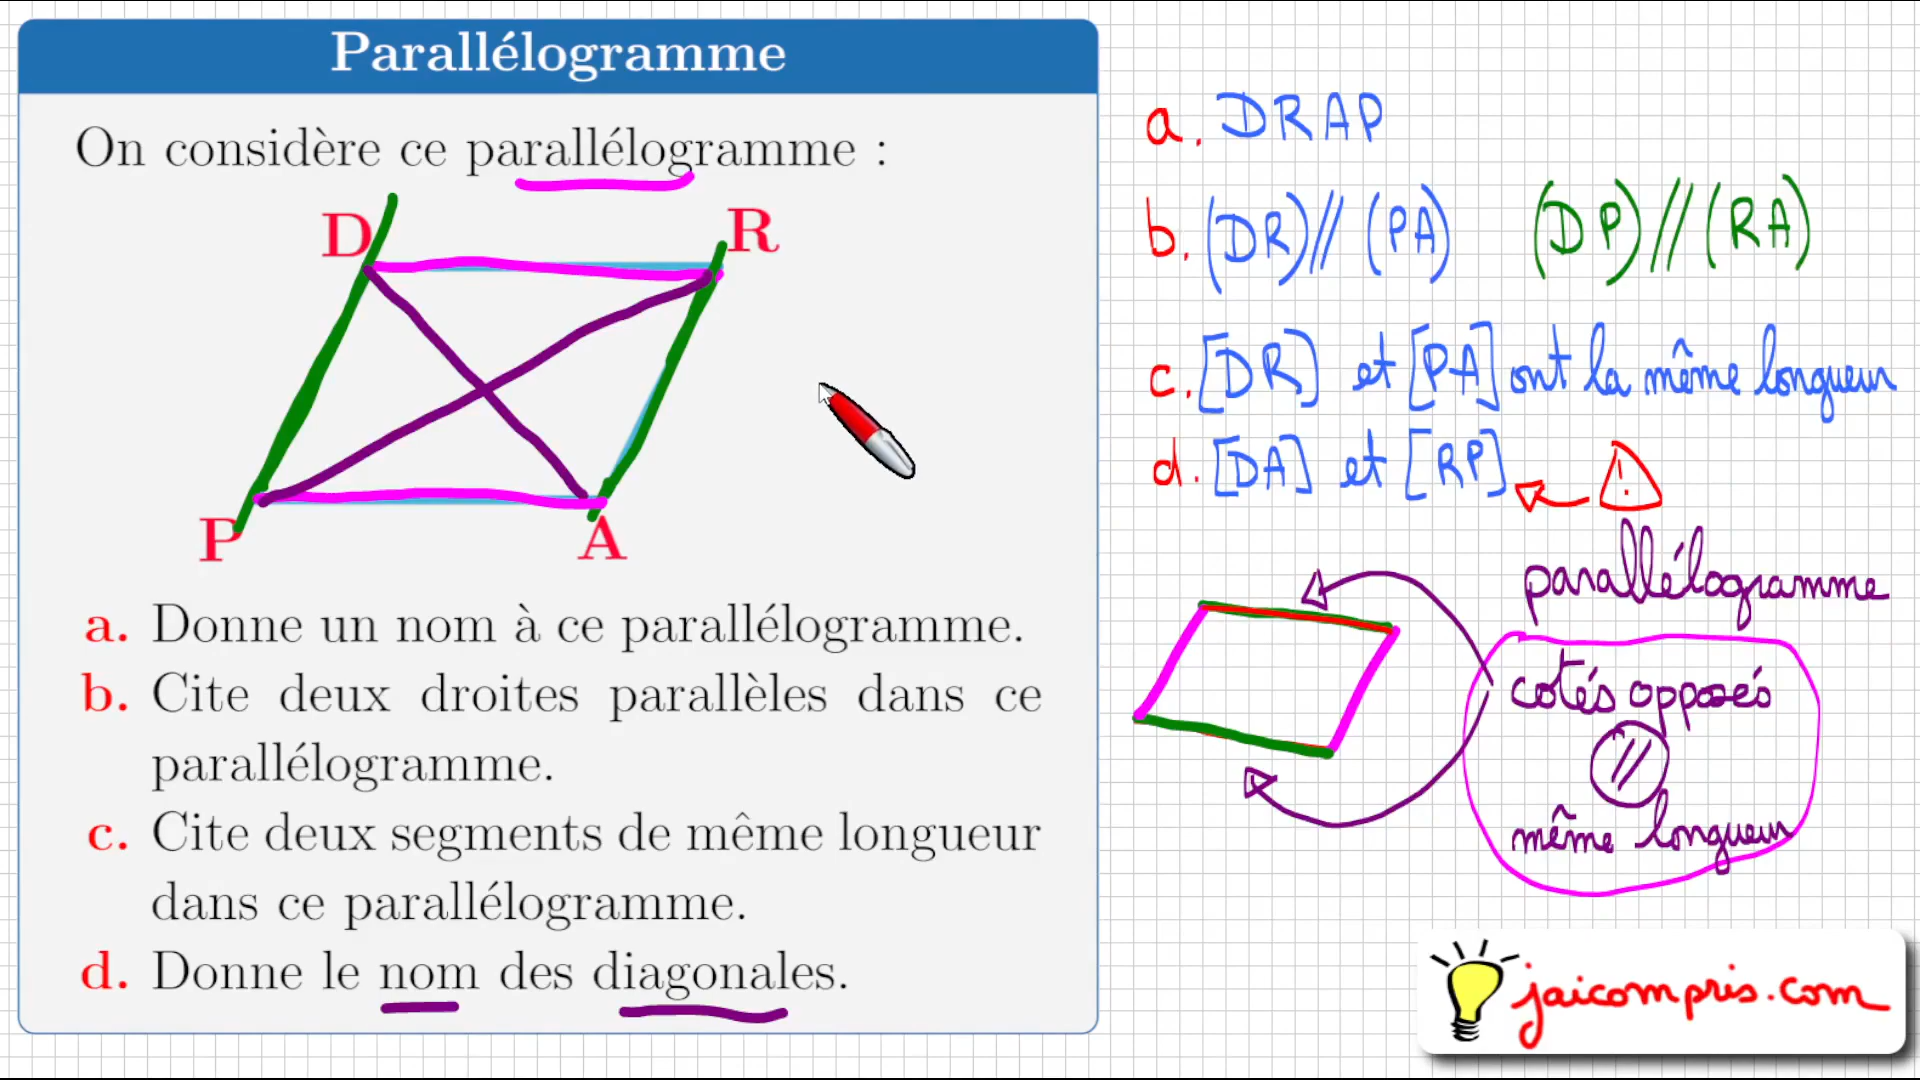 Parallélogramme
On considère ce parallélogramme :
D
R
P
A
a. Donne un nom à ce parallélogramme.
b. Cite deux droites parallèles dans ce
parallélogramme.
c. Cite deux segments de même longueur
dans ce parallélogramme.
d. Donne le nom des diagonales.
a. DRAP
b. (DR)//(PA) (DP)//(RA)
c. [DR] et [PA] ont la même longueur
d. [DA] et [RP]
!
parallélogramme
cotés opposés
//
même longueur
jaicompris.com